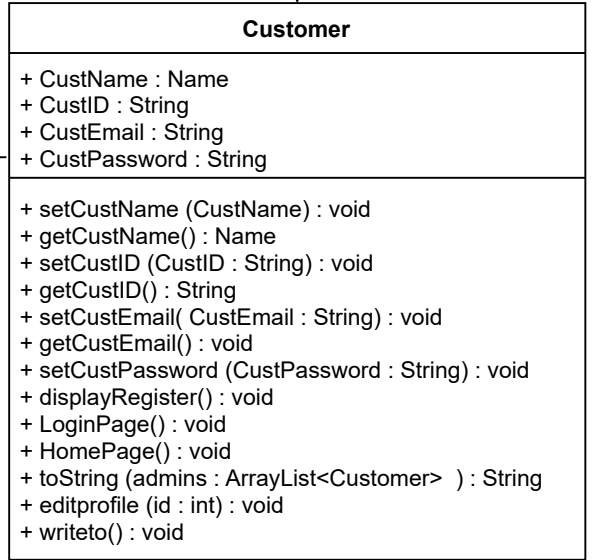 Customer
+ CustName : Name
+ CustID : String
+ CustEmail : String
+ CustPassword : String
+ setCustName (CustName) : void
+ getCustName() : Name
+ setCustID (CustID : String) : void
+ getCustID() : String
+ setCustEmail( CustEmail : String) : void
+ getCustEmail() : void
+ setCustPassword (CustPassword : String) : void
+ displayRegister() : void
+ LoginPage() : void
+ HomePage() : void
+ toString (admins : ArrayList<Customer>  ) : String
+ editprofile (id : int) : void
+ writeto() : void